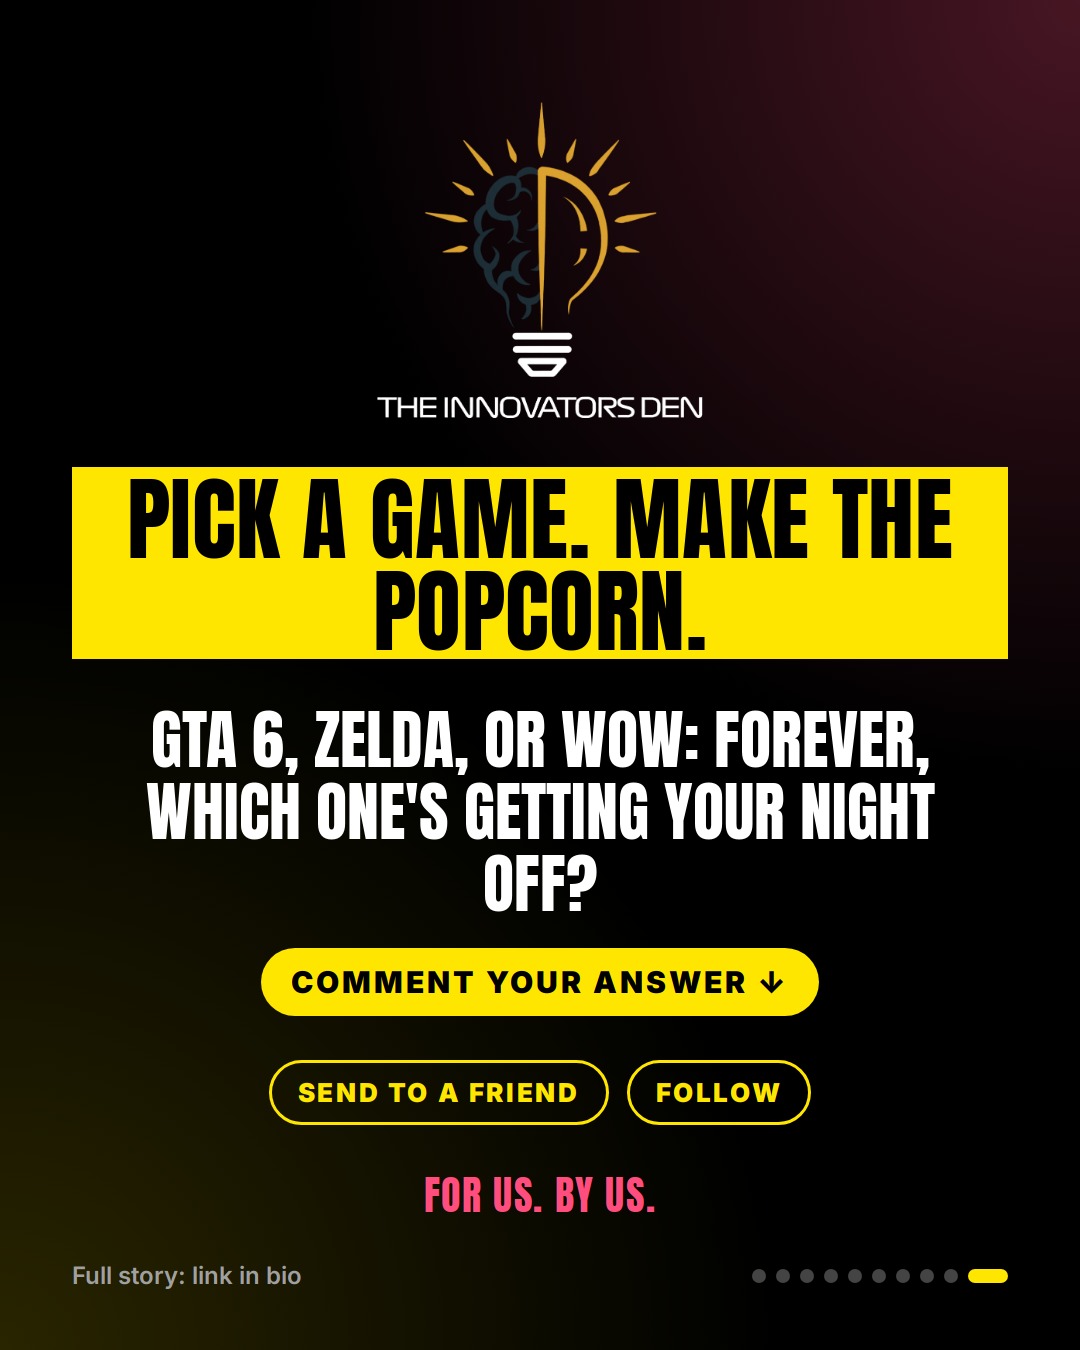 THE INNOVATORS DEN
PICK A GAME. MAKE THE
POPCORN.
GTA 6, ZELDA, OR WOW: FOREVER,
WHICH ONE'S GETTING YOUR NIGHT
OFF?
COMMENT YOUR ANSWER ↓
SEND TO A FRIEND
FOLLOW
FOR US. BY US.
Full story: link in bio